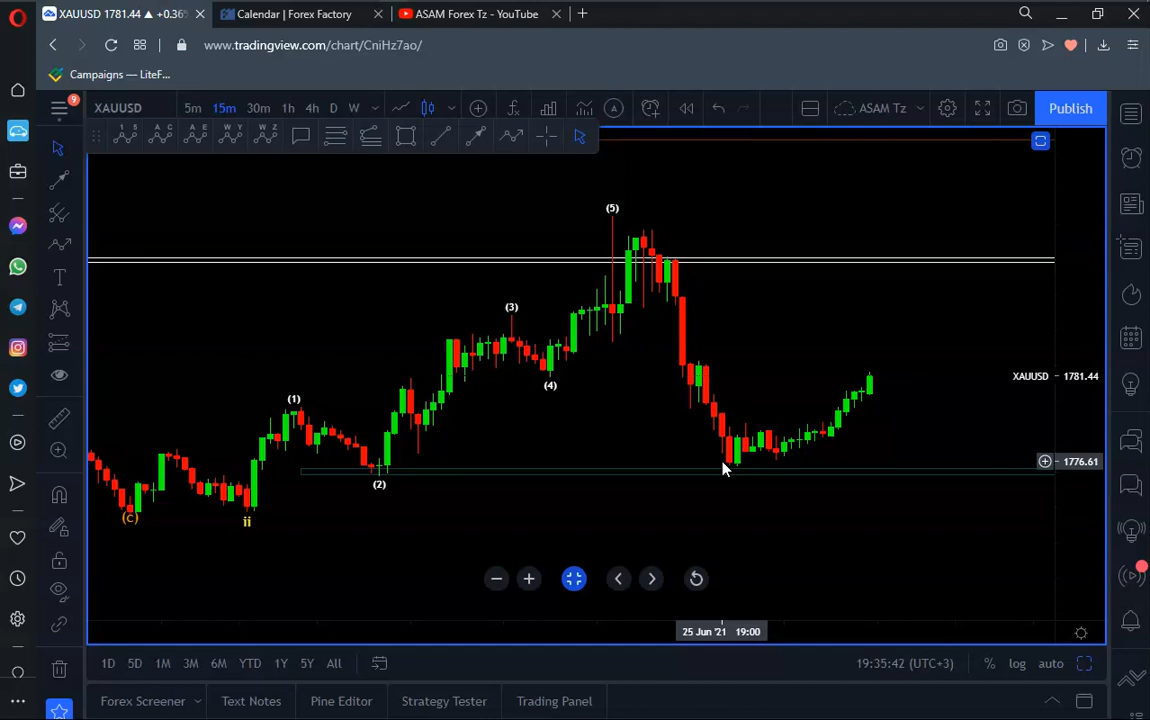 XAUUSD 1781.44 ▲ +0.36
Calendar | Forex Factory
ASAM Forex Tz - YouTube
www.tradingview.com/chart/CniHz7ao/
Campaigns — LiteF...
9
XAUUSD
5m 15m 30m 1h 4h D W
ASAM Tz
Publish
1 5
A C
A E
W Y
W Z
(5)
(3)
(4)
(1)
XAUUSD 1781.44
1776.61
(2)
(C)
ii
25 Jun '21 19:00
1D 5D 1M 3M 6M YTD 1Y 5Y All
19:35:42 (UTC+3)
% log auto
Forex Screener
Text Notes
Pine Editor
Strategy Tester
Trading Panel